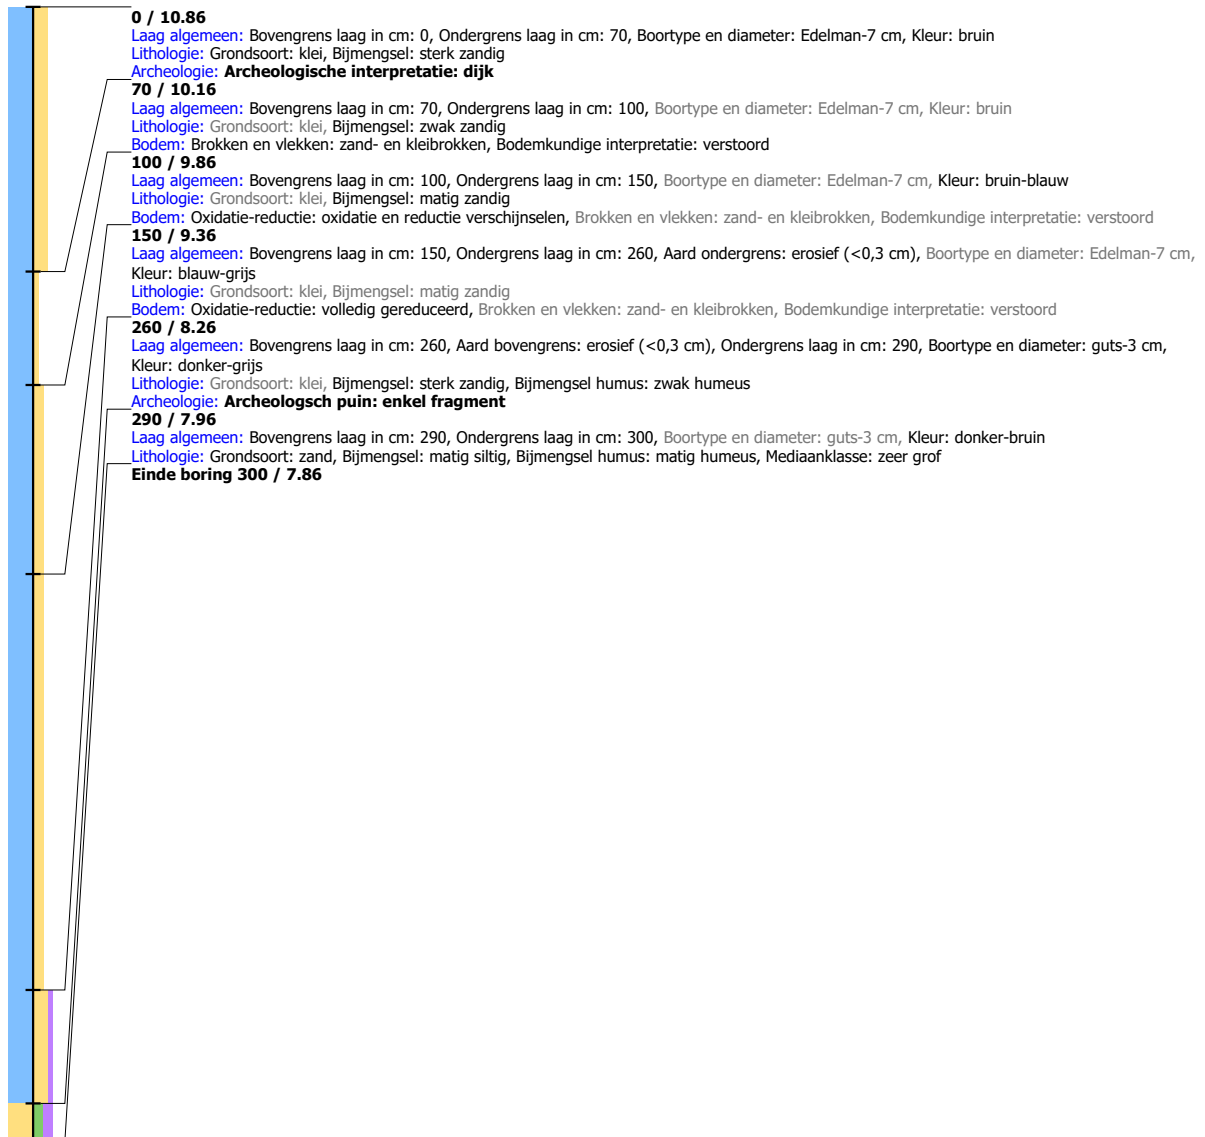 0 / 10.86
Laag algemeen: Bovengrens laag in cm: 0, Ondergrens laag in cm: 70, Boortype en diameter: Edelman-7 cm, Kleur: bruin
Lithologie: Grondsoort: klei, Bijmengsel: sterk zandig
Archeologie: Archeologische interpretatie: dijk
70 / 10.16
Laag algemeen: Bovengrens laag in cm: 70, Ondergrens laag in cm: 100, Boortype en diameter: Edelman-7 cm, Kleur: bruin
Lithologie: Grondsoort: klei, Bijmengsel: zwak zandig
Bodem: Brokken en vlekken: zand- en kleibrokken, Bodemkundige interpretatie: verstoord
100 / 9.86
Laag algemeen: Bovengrens laag in cm: 100, Ondergrens laag in cm: 150, Boortype en diameter: Edelman-7 cm, Kleur: bruin-blauw
Lithologie: Grondsoort: klei, Bijmengsel: matig zandig
Bodem: Oxidatie-reductie: oxidatie en reductie verschijnselen, Brokken en vlekken: zand- en kleibrokken, Bodemkundige interpretatie: verstoord
150 / 9.36
Laag algemeen: Bovengrens laag in cm: 150, Ondergrens laag in cm: 260, Aard ondergrens: erosief (<0,3 cm), Boortype en diameter: Edelman-7 cm,
Kleur: blauw-grijs
Lithologie: Grondsoort: klei, Bijmengsel: matig zandig
Bodem: Oxidatie-reductie: volledig gereduceerd, Brokken en vlekken: zand- en kleibrokken, Bodemkundige interpretatie: verstoord
260 / 8.26
Laag algemeen: Bovengrens laag in cm: 260, Aard bovengrens: erosief (<0,3 cm), Ondergrens laag in cm: 290, Boortype en diameter: guts-3 cm,
Kleur: donker-grijs
Lithologie: Grondsoort: klei, Bijmengsel: sterk zandig, Bijmengsel humus: zwak humeus
Archeologie: Archeologsch puin: enkel fragment
290 / 7.96
Laag algemeen: Bovengrens laag in cm: 290, Ondergrens laag in cm: 300, Boortype en diameter: guts-3 cm, Kleur: donker-bruin
Lithologie: Grondsoort: zand, Bijmengsel: matig siltig, Bijmengsel humus: matig humeus, Mediaanklasse: zeer grof
Einde boring 300 / 7.86